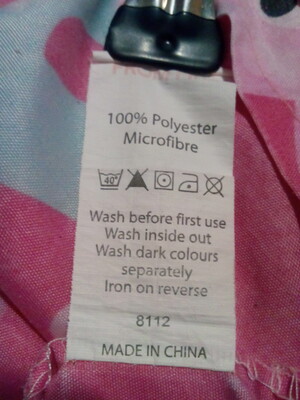 100% Polyester
Microfibre
40°
Wash before first use
Wash inside out
Wash dark colours
separately
Iron on reverse
8112
MADE IN CHINA